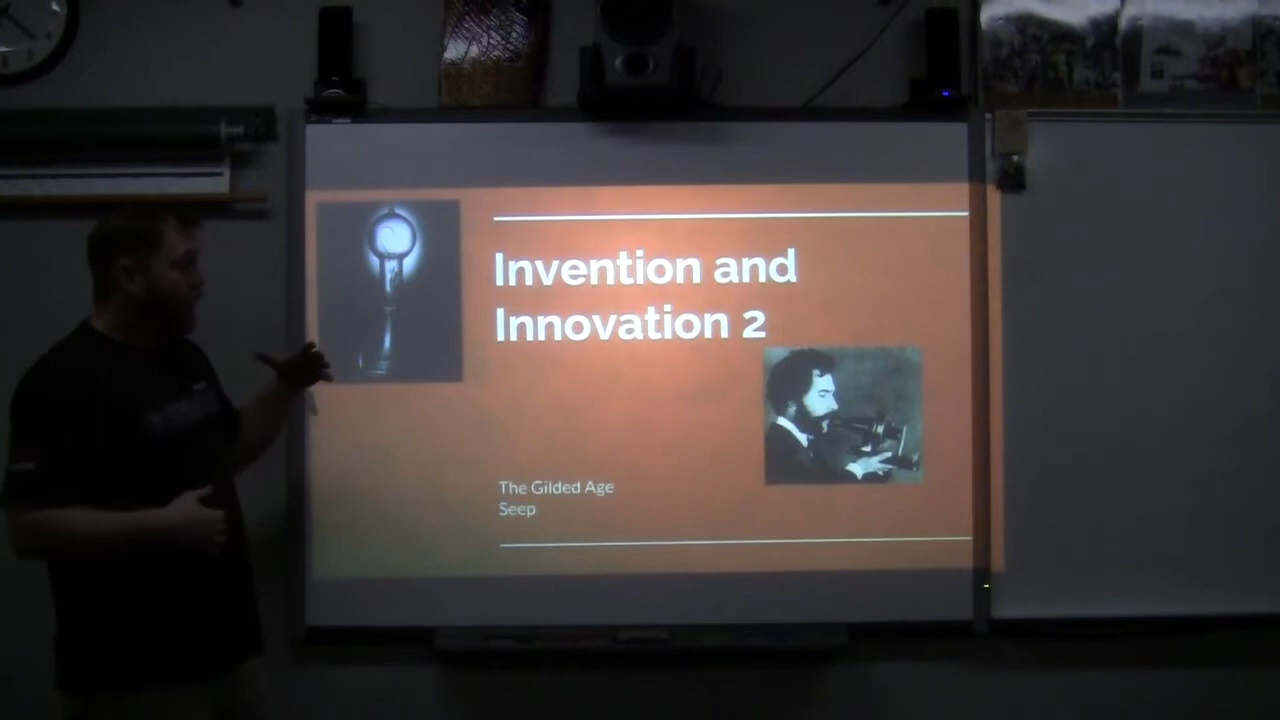 Invention and
Innovation 2
The Gilded Age
Seep